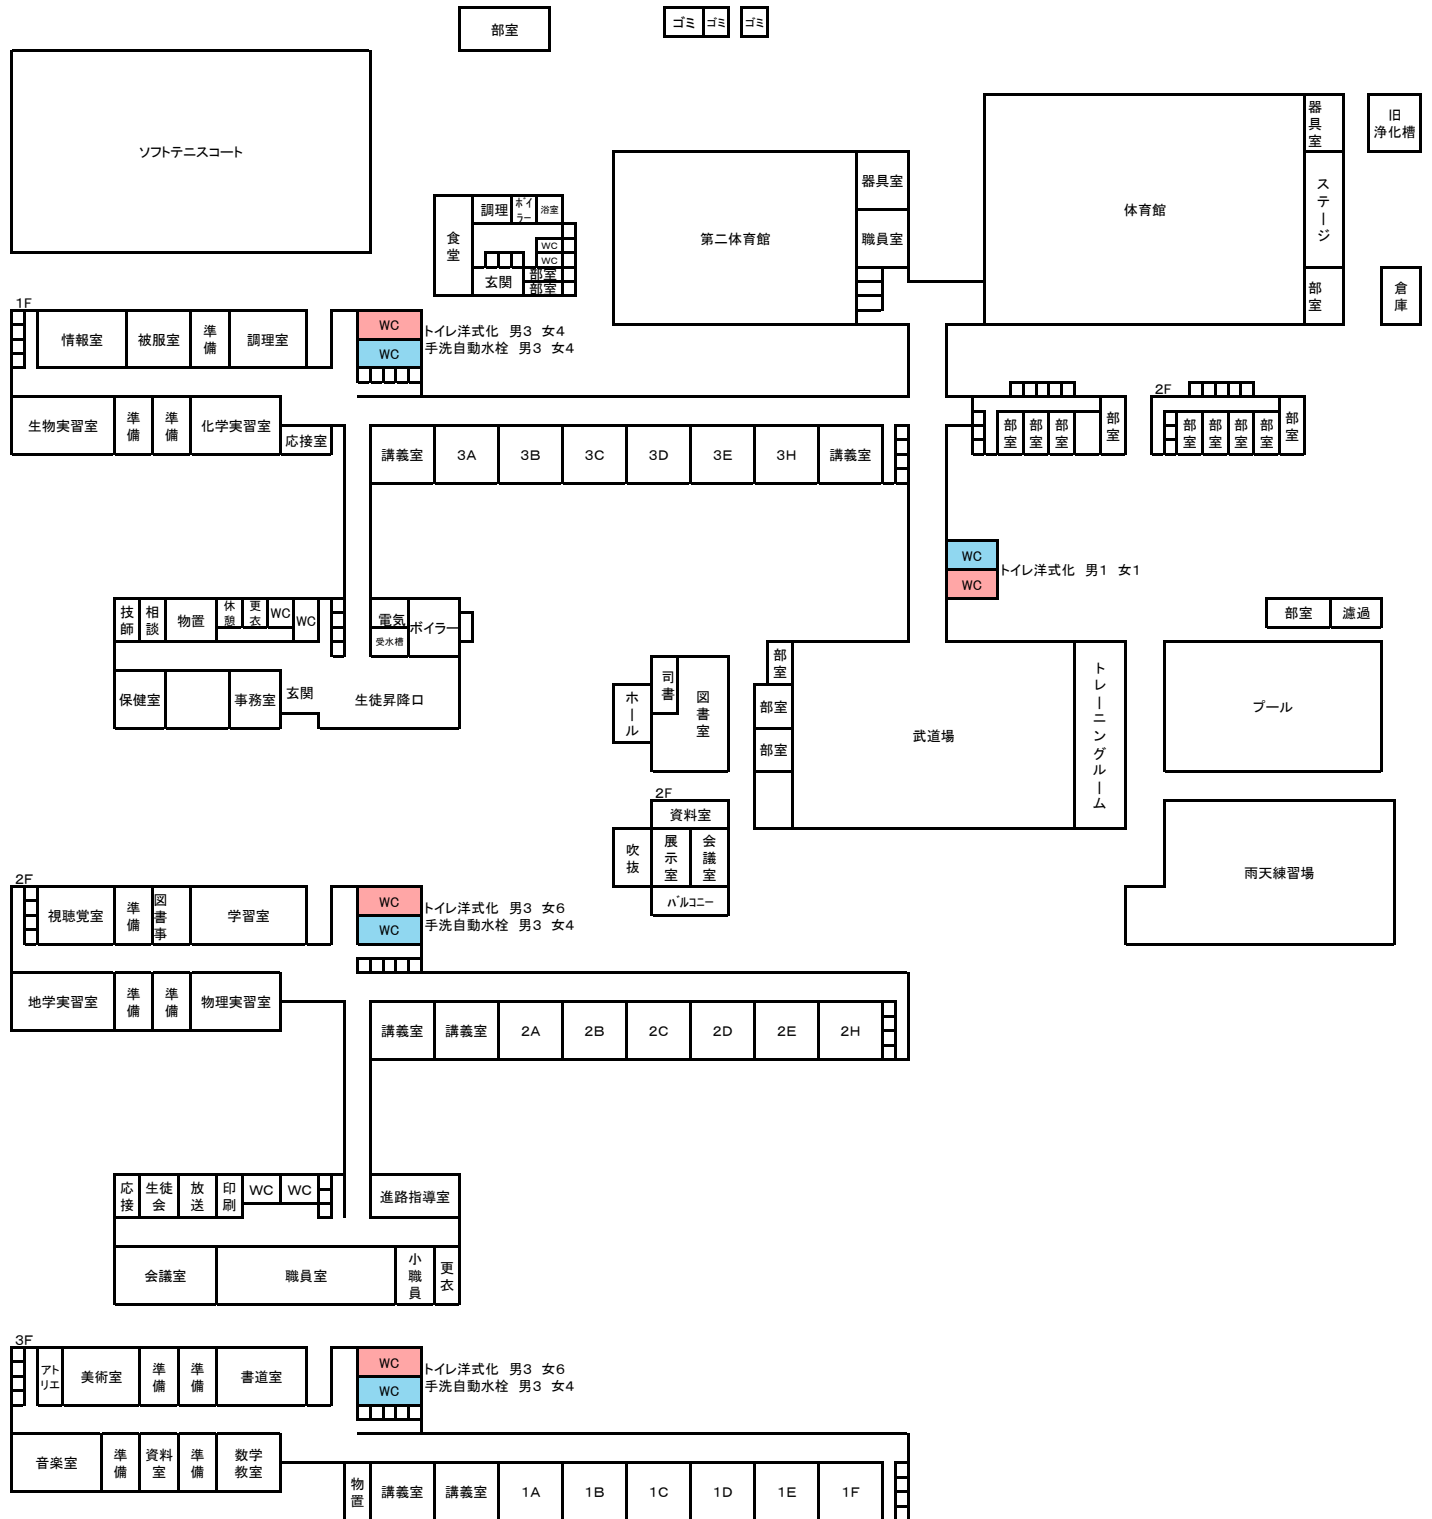 部室
ゴミ
ゴミ
ゴミ
ソフトテニスコート
器具室
旧
浄化槽
体育館
ステージ
部室
倉庫
第二体育館
器具室
職員室
食堂
調理
ボイ
ラー
浴室
WC
WC
玄関
部室
部室
1F
情報室
被服室
準備
調理室
WC
WC
トイレ洋式化 男3 女4
手洗自動水栓 男3 女4
生物実習室
準備
準備
化学実習室
応接室
講義室
3A
3B
3C
3D
3E
3H
講義室
部室
部室
部室
部室
2F
部室
部室
部室
部室
部室
WC
WC
トイレ洋式化 男1 女1
技師
相談
物置
休憩
更衣
WC
WC
電気
受水槽
ボイラー
保健室
事務室
玄関
生徒昇降口
ホール
司書
図書室
部室
部室
部室
武道場
トレーニングルーム
部室
濾過
プール
2F
資料室
吹抜
展示室
会議室
バルコニー
雨天練習場
2F
視聴覚室
準備
図書事
学習室
WC
WC
トイレ洋式化 男3 女6
手洗自動水栓 男3 女4
地学実習室
準備
準備
物理実習室
講義室
講義室
2A
2B
2C
2D
2E
2H
応接
生徒会
放送
印刷
WC
WC
進路指導室
会議室
職員室
小職員
更衣
3F
アト
リエ
美術室
準備
準備
書道室
WC
WC
トイレ洋式化 男3 女6
手洗自動水栓 男3 女4
音楽室
準備
資料室
準備
数学
教室
物置
講義室
講義室
1A
1B
1C
1D
1E
1F